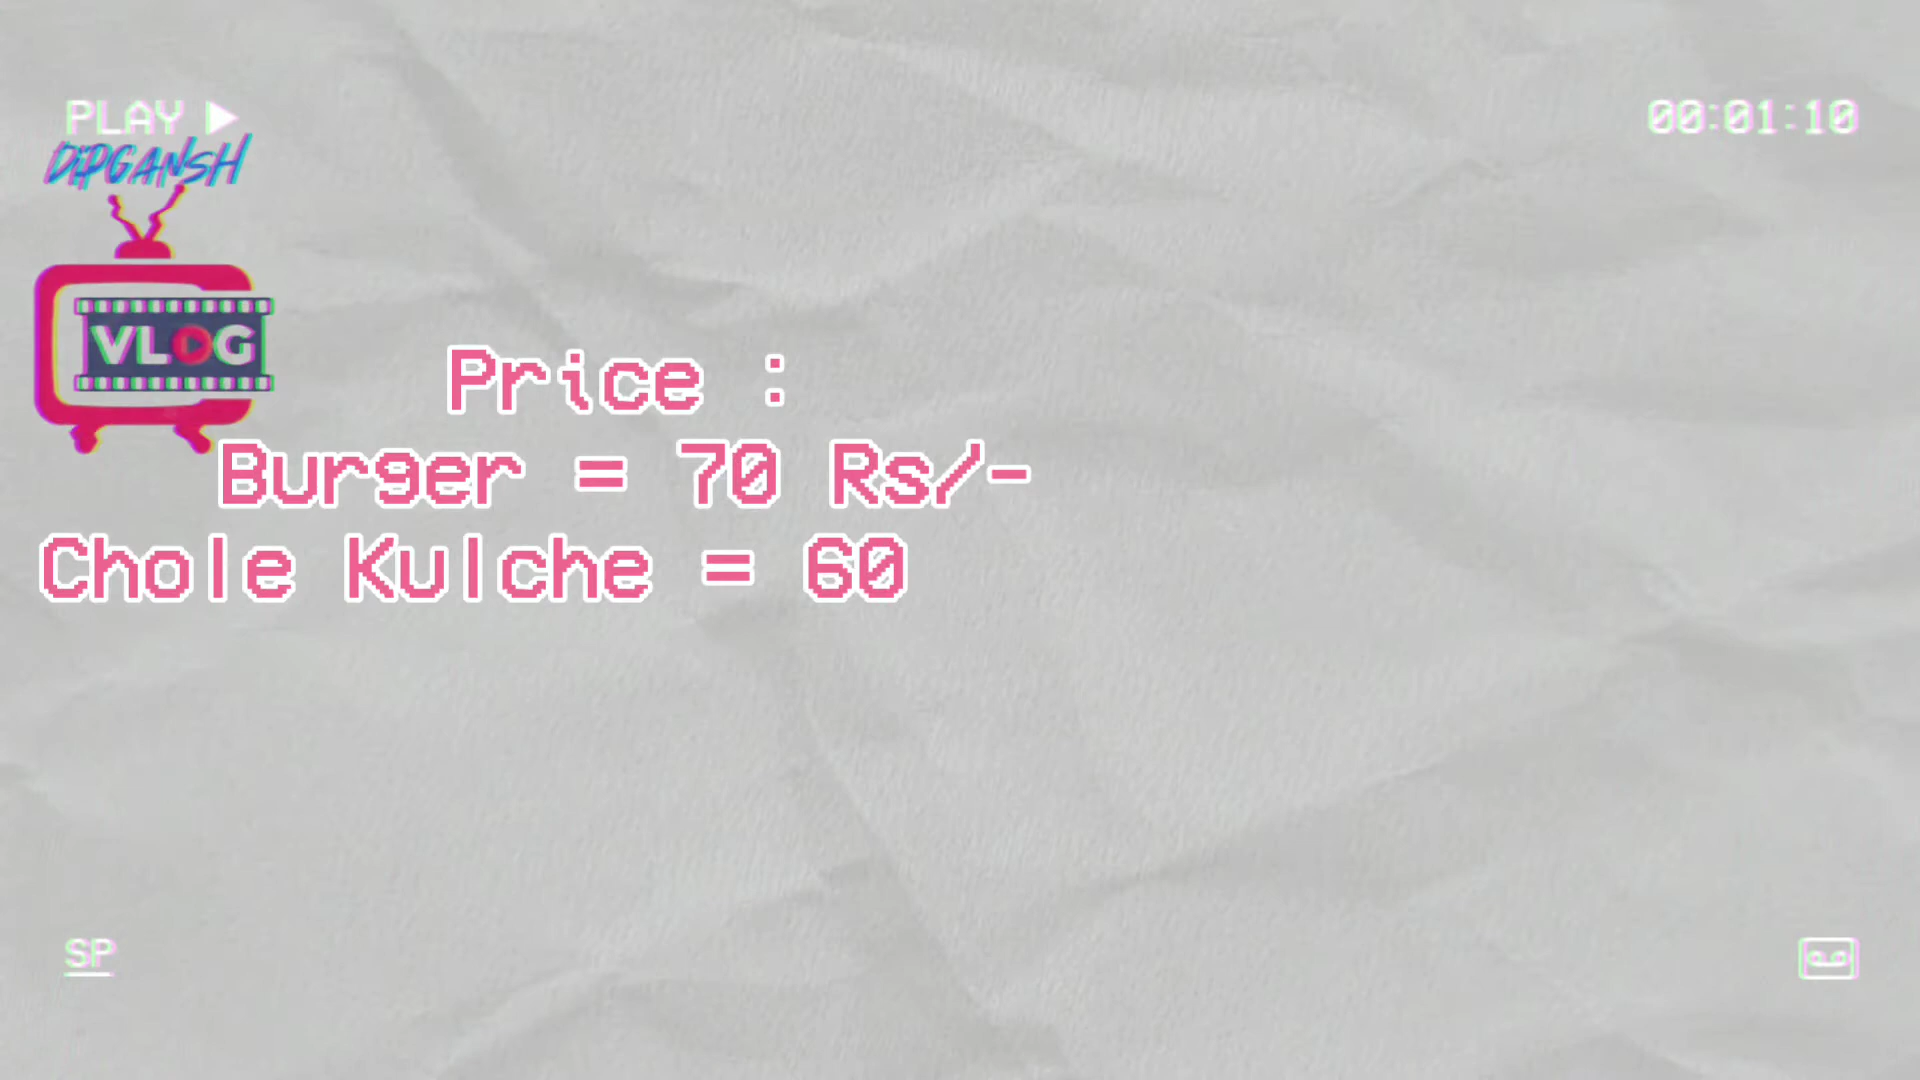 PLAY
00:01:10
DIPGANSH
VLOG
Price :
Burger = 70 Rs/-
Chole Kulche = 60
SP